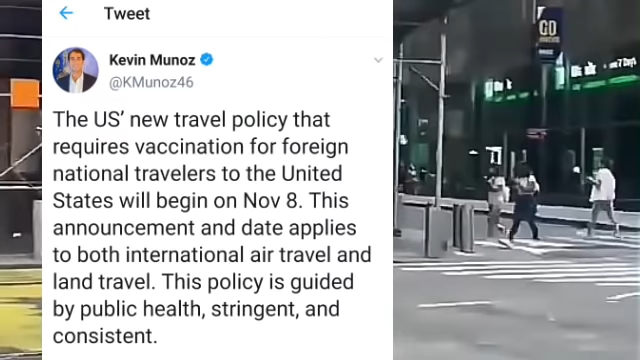 Tweet
Kevin Munoz
@KMunoz46
The US’ new travel policy that
requires vaccination for foreign
national travelers to the United
States will begin on Nov 8. This
announcement and date applies
to both international air travel and
land travel. This policy is guided
by public health, stringent, and
consistent.
GO
7 Days